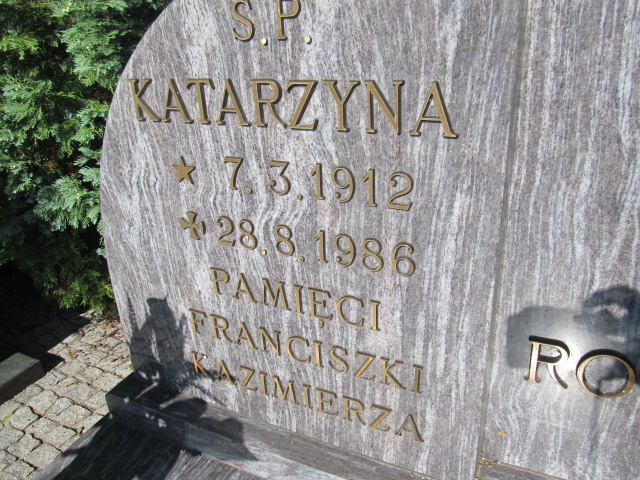 Ś.P.
KATARZYNA
★ 7.3.1912
✠ 28.8.1986
PAMIĘCI
FRANCISZKI
KAZIMIERZA
RO